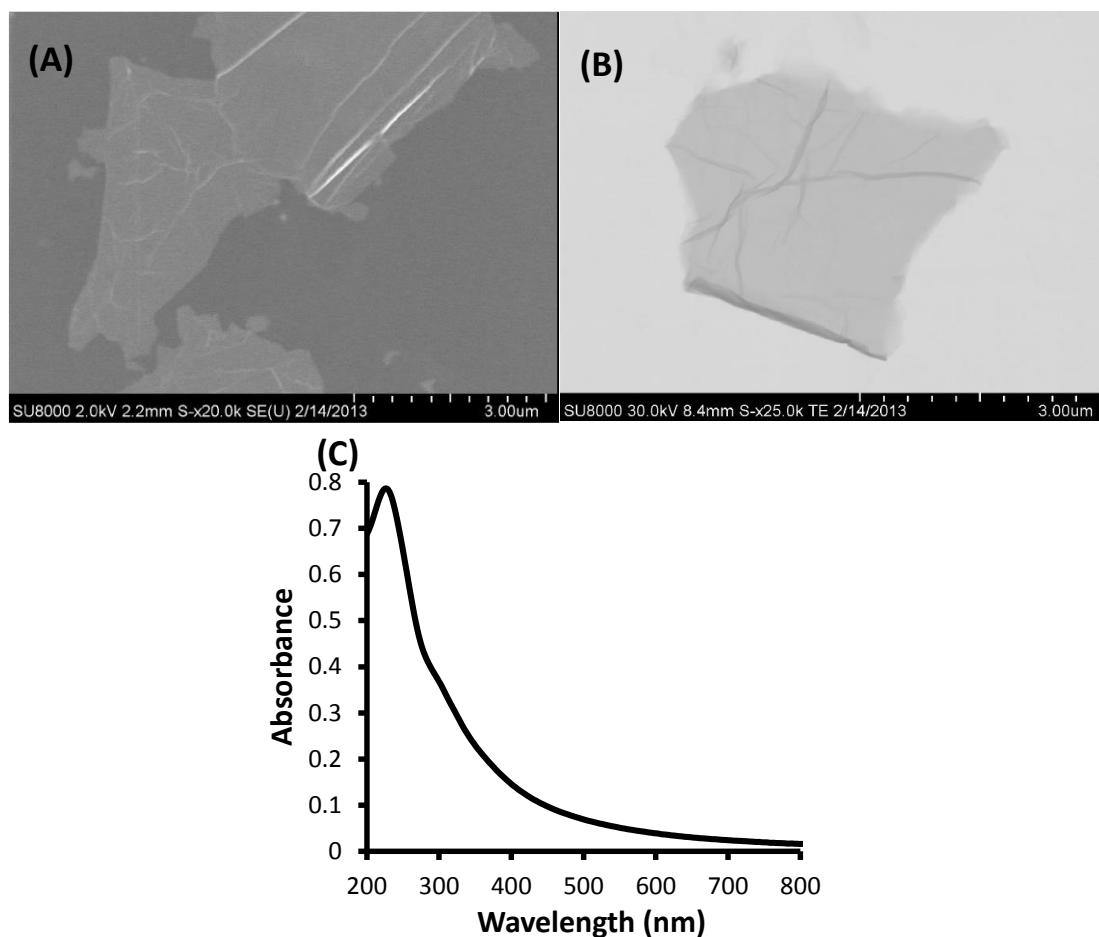 (A)
SU8000 2.0kV 2.2mm S-x20.0k SE(U) 2/14/2013 3.00um
(B)
SU8000 30.0kV 8.4mm S-x25.0k TE 2/14/2013 3.00um
(C)
Absorbance
0.8
0.7
0.6
0.5
0.4
0.3
0.2
0.1
0
200 300 400 500 600 700 800
Wavelength (nm)